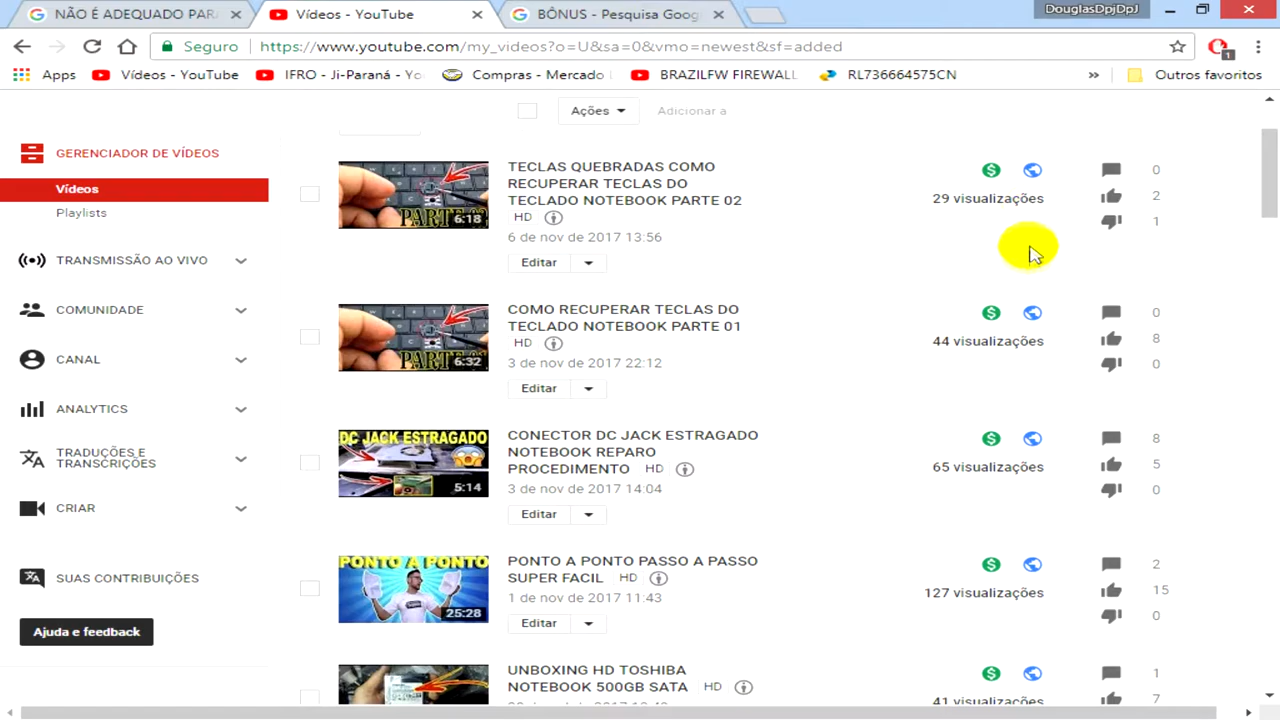 NÃO É ADEQUADO PAR
Vídeos - YouTube
BÔNUS - Pesquisa Goog
DouglasDpjDpJ
Seguro
https://www.youtube.com/my_videos?o=U&sa=0&vmo=newest&sf=added
1
Apps
Vídeos - YouTube
IFRO - Ji-Paraná - Yo
Compras - Mercado
BRAZILFW FIREWALL
RL736664575CN
»
Outros favoritos
Ações
Adicionar a
GERENCIADOR DE VÍDEOS
Vídeos
Playlists
TRANSMISSÃO AO VIVO
COMUNIDADE
CANAL
ANALYTICS
TRADUÇÕES E
TRANSCRIÇÕES
CRIAR
SUAS CONTRIBUIÇÕES
Ajuda e feedback
PARTE 02
6:18
TECLAS QUEBRADAS COMO
RECUPERAR TECLAS DO
TECLADO NOTEBOOK PARTE 02
HD
6 de nov de 2017 13:56
Editar
29 visualizações
0
2
1
6:32
COMO RECUPERAR TECLAS DO
TECLADO NOTEBOOK PARTE 01
HD
3 de nov de 2017 22:12
Editar
44 visualizações
0
8
0
DC JACK ESTRAGADO
5:14
CONECTOR DC JACK ESTRAGADO
NOTEBOOK REPARO
PROCEDIMENTO HD
3 de nov de 2017 14:04
Editar
65 visualizações
8
5
0
PONTO A PONTO
25:28
PONTO A PONTO PASSO A PASSO
SUPER FACIL HD
1 de nov de 2017 11:43
Editar
127 visualizações
2
15
0
UNBOXING HD TOSHIBA
NOTEBOOK 500GB SATA HD
41 visualizações
1
7